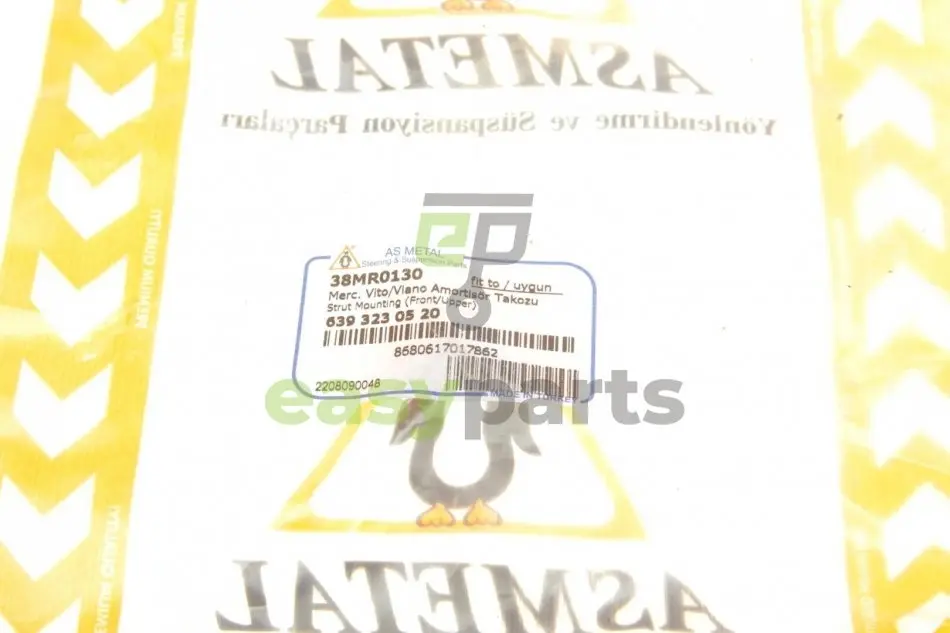 ASMETAL
Yönlendirme ve Süspansiyon Parçaları
AS METAL
Steering & Suspension Parts
38MR0130 fit to / uygun
Merc. Vito/Viano Amortisör Takozu
Strut Mounting (Front/Upper)
639 323 05 20
8680617017862
2208090048
MADE IN TURKEY
easyparts
ASMETAL